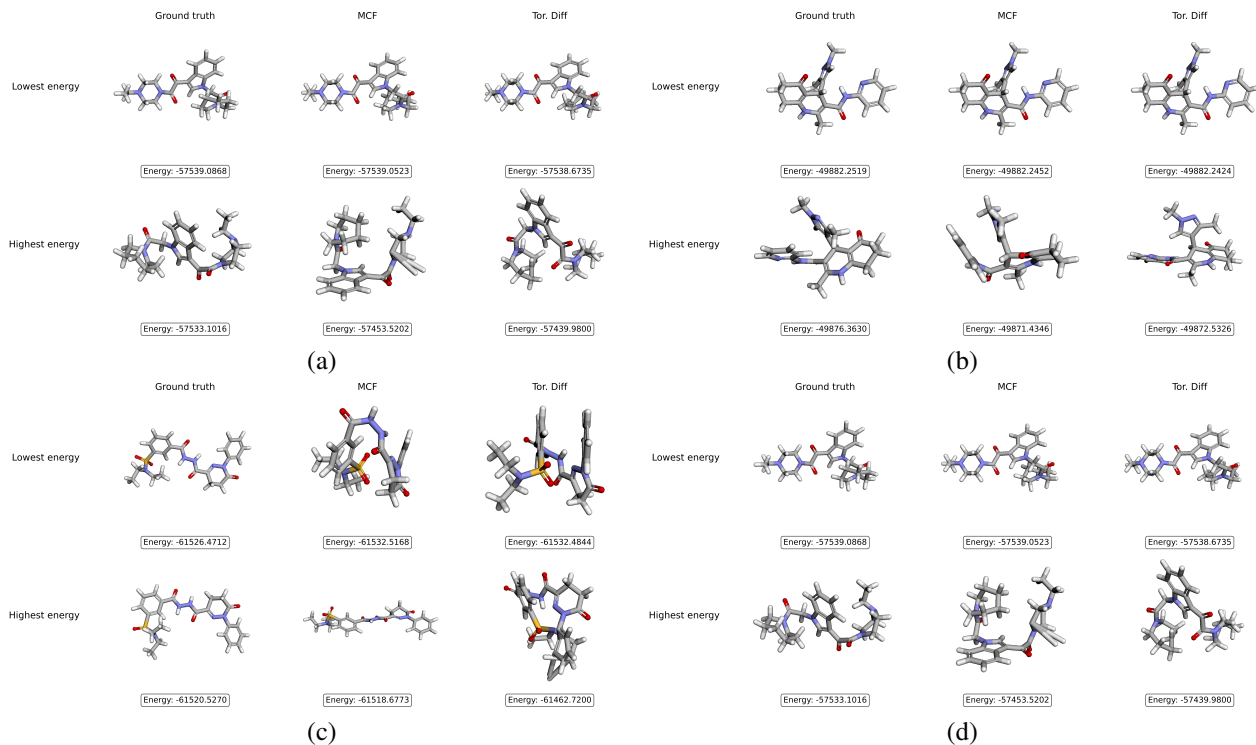 Ground truth MCF Tor. Diff
Lowest energy
Energy: -57539.0868 Energy: -57539.0523 Energy: -57538.6735
Highest energy
Energy: -57533.1016 Energy: -57453.5202 Energy: -57439.9800
(a)
Ground truth MCF Tor. Diff
Lowest energy
Energy: -49882.2519 Energy: -49882.2452 Energy: -49882.2424
Highest energy
Energy: -49876.3630 Energy: -49871.4346 Energy: -49872.5326
(b)
Ground truth MCF Tor. Diff
Lowest energy
Energy: -61526.4712 Energy: -61532.5168 Energy: -61532.4844
Highest energy
Energy: -61520.5270 Energy: -61518.6773 Energy: -61462.7200
(c)
Ground truth MCF Tor. Diff
Lowest energy
Energy: -57539.0868 Energy: -57539.0523 Energy: -57538.6735
Highest energy
Energy: -57533.1016 Energy: -57453.5202 Energy: -57439.9800
(d)